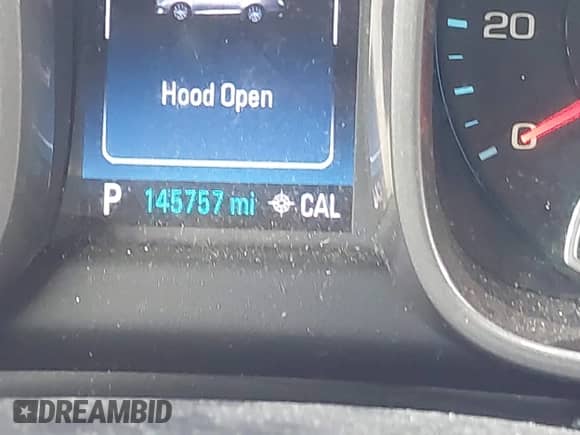 20
Hood Open
0
P 145757 mi CAL
DREAMBID